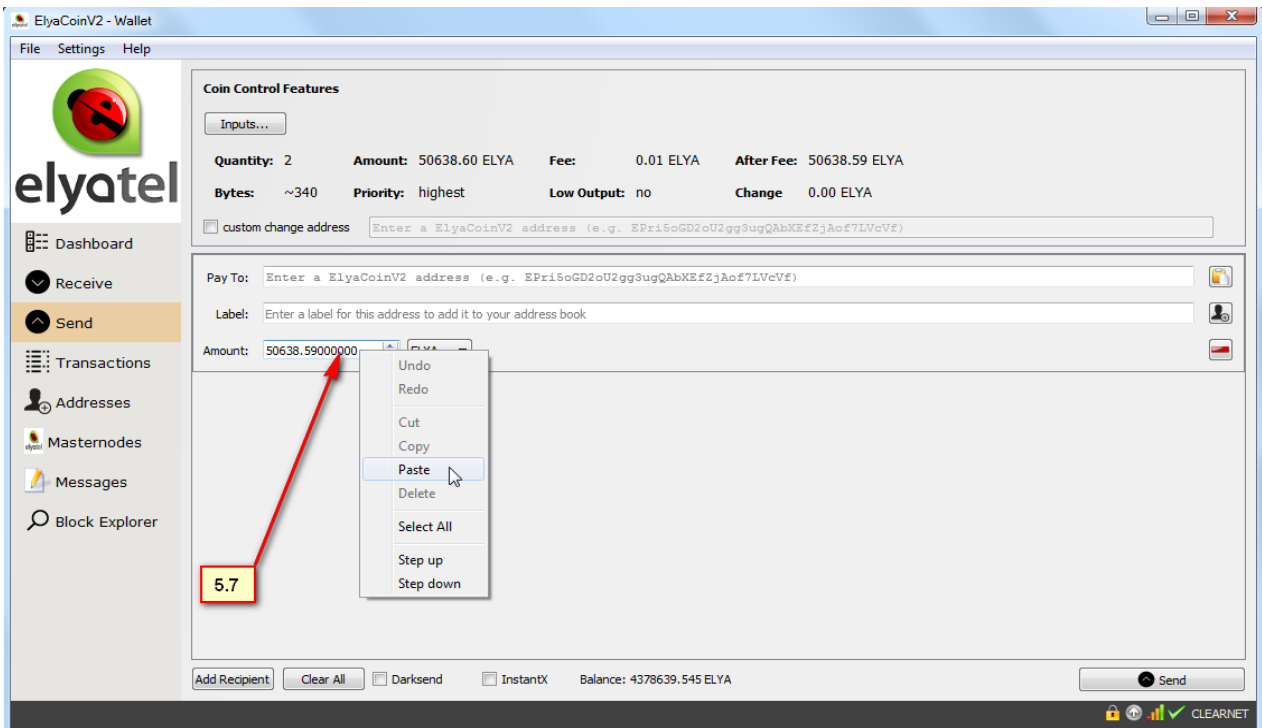 ElyaCoinV2 - Wallet
File Settings Help
elyatel
Dashboard
Receive
Send
Transactions
Addresses
elyatel Masternodes
Messages
Block Explorer
Coin Control Features
Inputs...
Quantity: 2 Amount: 50638.60 ELYA Fee: 0.01 ELYA After Fee: 50638.59 ELYA
Bytes: ~340 Priority: highest Low Output: no Change 0.00 ELYA
custom change address Enter a ElyaCoinV2 address (e.g. EPri5oGD2oU2gg3ugQAbXEfZjAof7LVcVf)
Pay To: Enter a ElyaCoinV2 address (e.g. EPri5oGD2oU2gg3ugQAbXEfZjAof7LVcVf)
Label: Enter a label for this address to add it to your address book
Amount: 50638.59000000 ELYA
Undo
Redo
Cut
Copy
Paste
Delete
Select All
Step up
Step down
5.7
Add Recipient Clear All Darksend InstantX Balance: 4378639.545 ELYA Send
CLEARNET